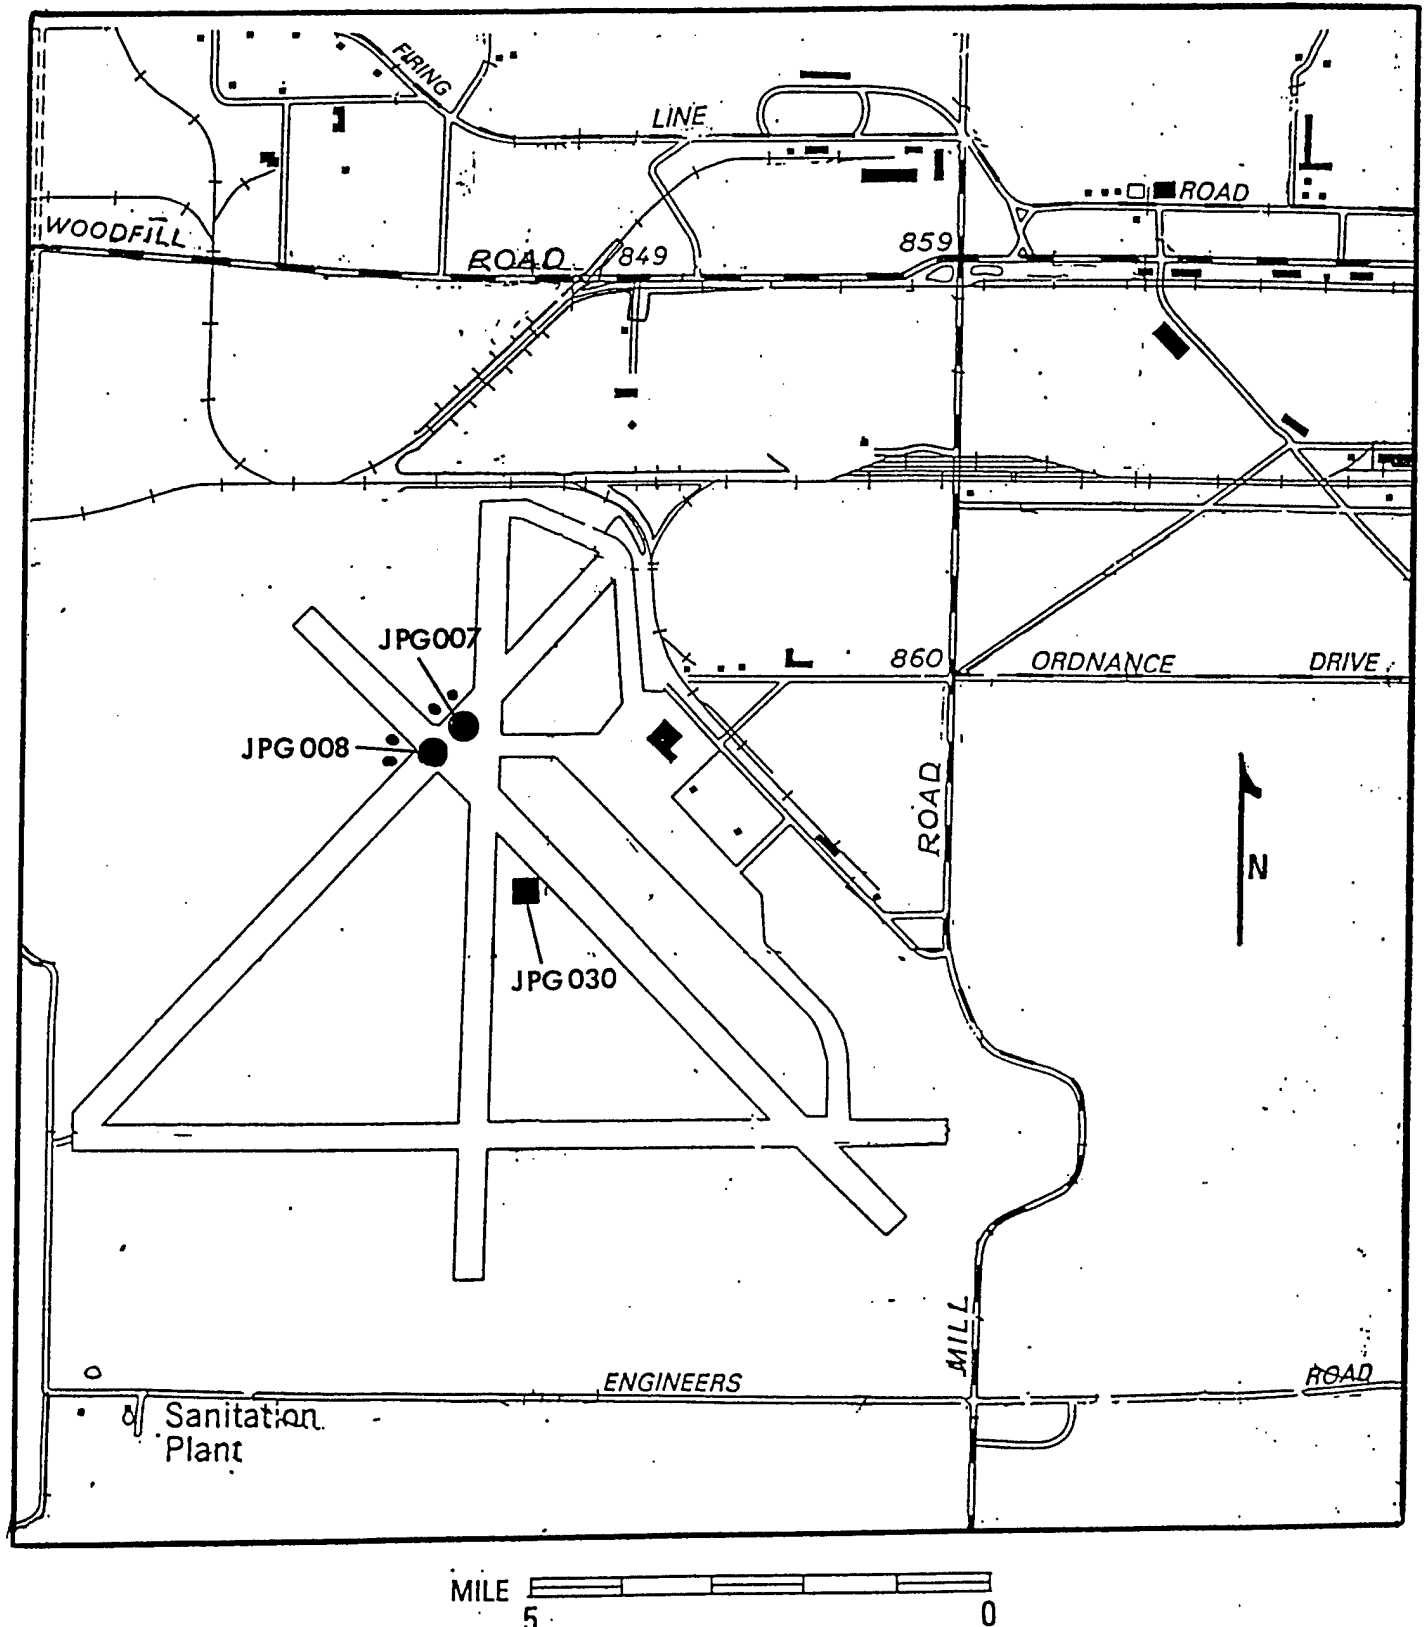 FIRING
LINE
ROAD
WOODFILL
ROAD
849
859
JPG007
860
ORDNANCE
DRIVE
JPG008
ROAD
N
JPG030
MILL
ENGINEERS
ROAD
Sanitation
Plant
MILE
5
0